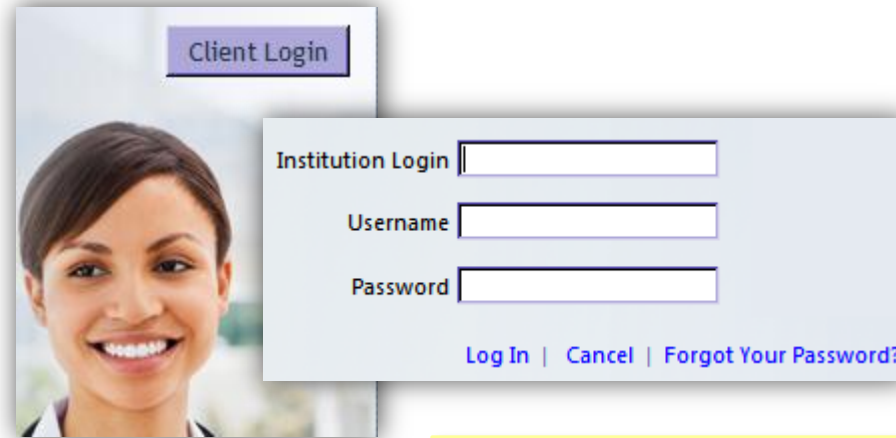 Client Login
Institution Login
Username
Password
Log In | Cancel | Forgot Your Password?